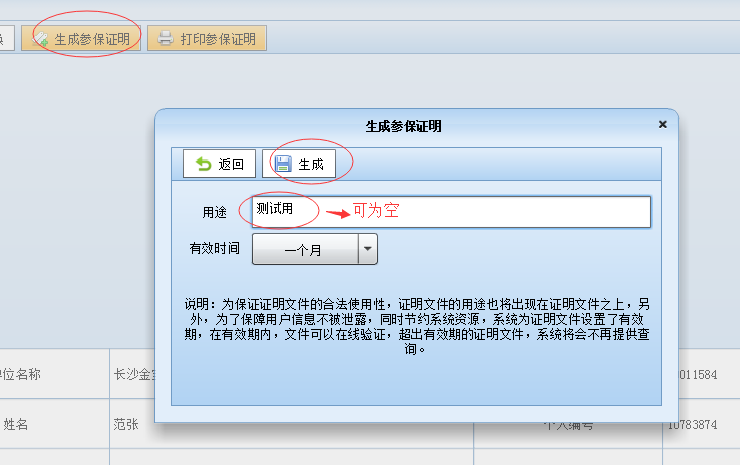 生成参保证明 打印参保证明
生成参保证明
返回 生成
用途 测试用 可为空
有效时间 一个月
说明：为保证证明文件的合法使用性，证明文件的用途也将出现在证明文件之上，另
外，为了保障用户信息不被泄露，同时节约系统资源，系统为证明文件设置了有效
期，在有效期内，文件可以在线验证，超出有效期的证明文件，系统将会不再提供查
询。
位名称 长沙金 011584
姓名 范张 个人编号 10783874